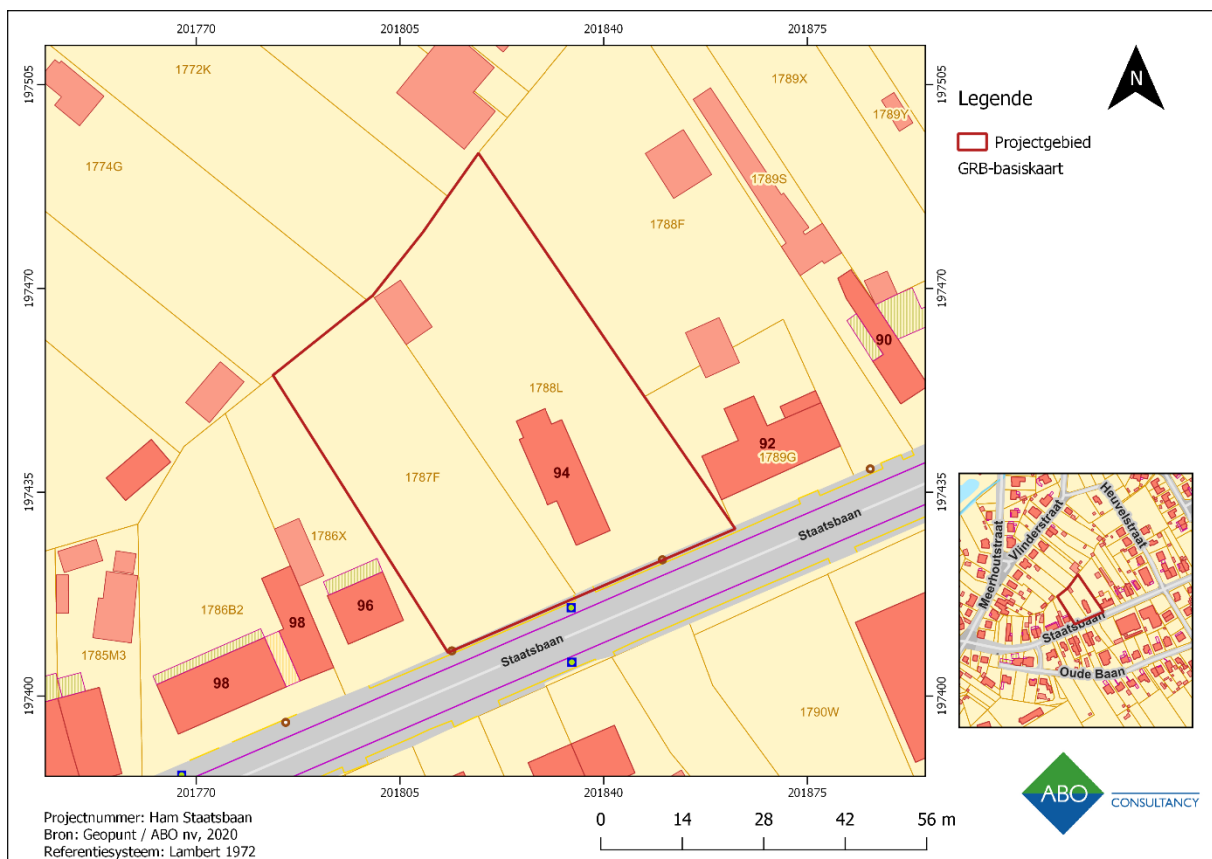 201770
201805
201840
201875
197505
197470
197435
197400
197505
197470
197435
197400
201770
201805
201840
201875
1772K
1774G
1789X
1789Y
1789S
1788F
90
1788L
92
1789G
94
1787F
1786X
96
98
1786B2
98
1785M3
1790W
Staatsbaan
Staatsbaan
N
Legende
Projectgebied
GRB-basiskaart
Meerhoutstraat
Vlinderstraat
Heuvelstraat
Staatsbaan
Oude Baan
ABO
CONSULTANCY
Projectnummer: Ham Staatsbaan
Bron: Geopunt / ABO nv, 2020
Referentiesysteem: Lambert 1972
0 14 28 42 56 m